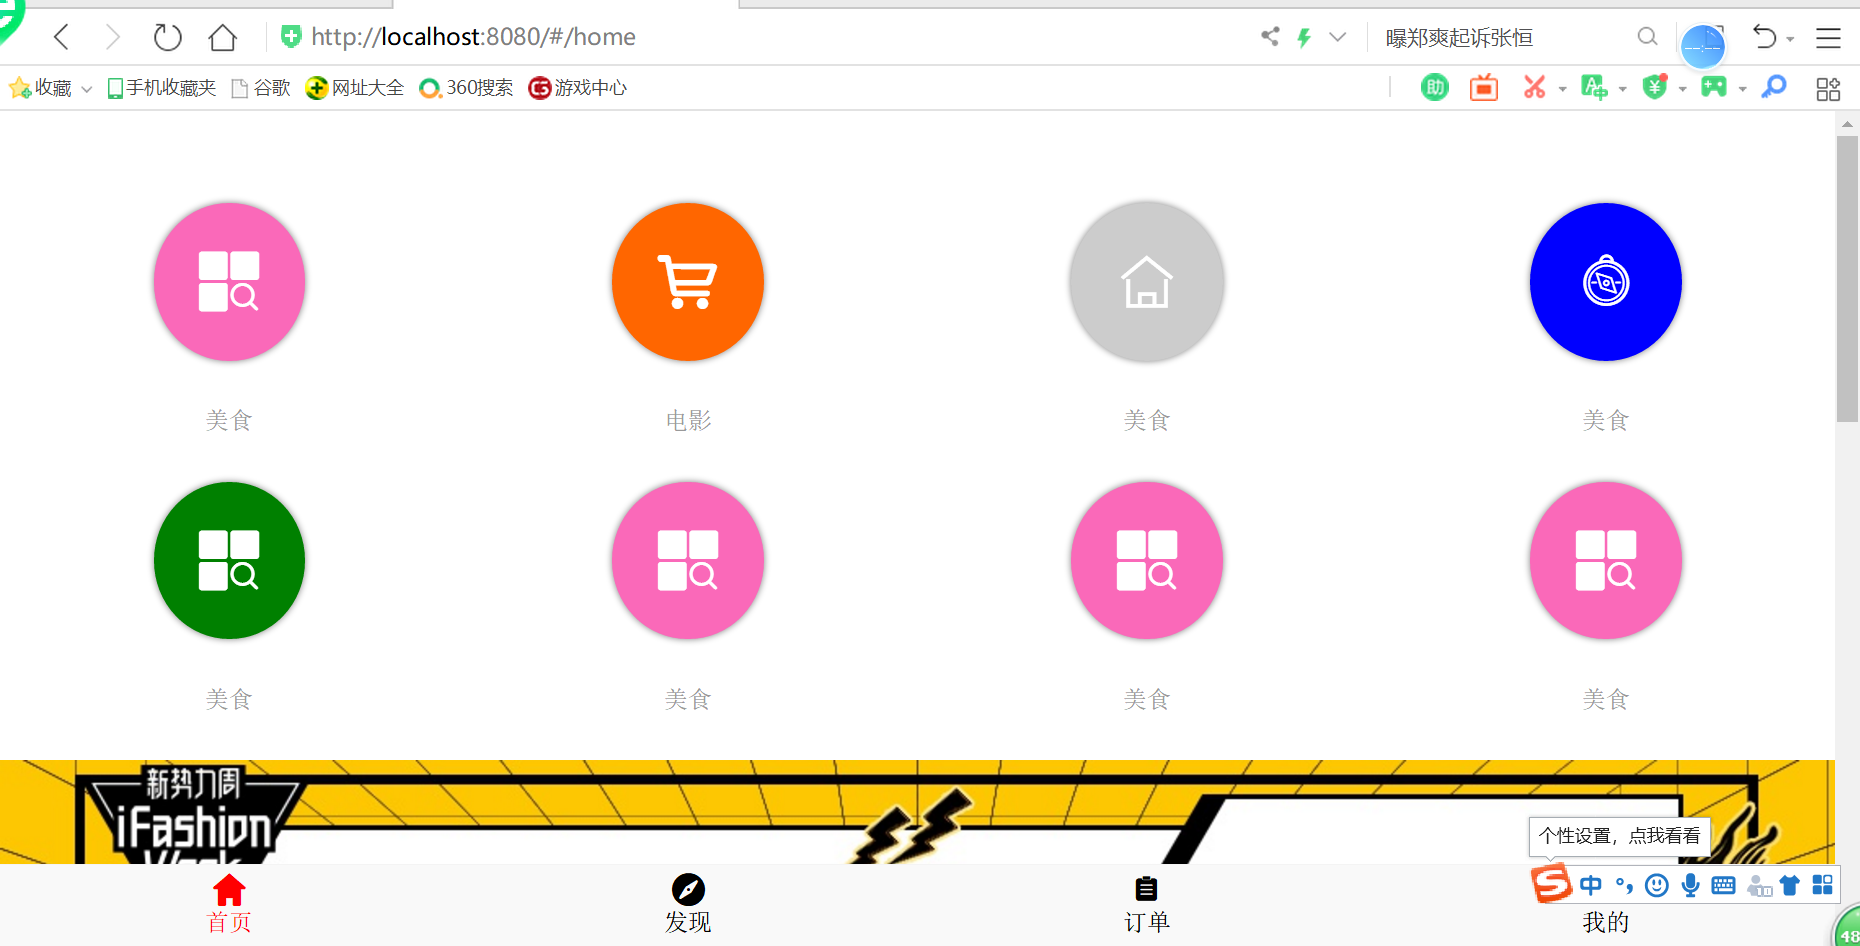 http://localhost:8080/#/home
曝郑爽起诉张恒
收藏 手机收藏夹 谷歌 网址大全 360搜索 游戏中心
美食 电影 美食 美食
美食 美食 美食 美食
新势力周
iFashion
Week
个性设置，点我看看
中
首页 发现 订单 我的
48